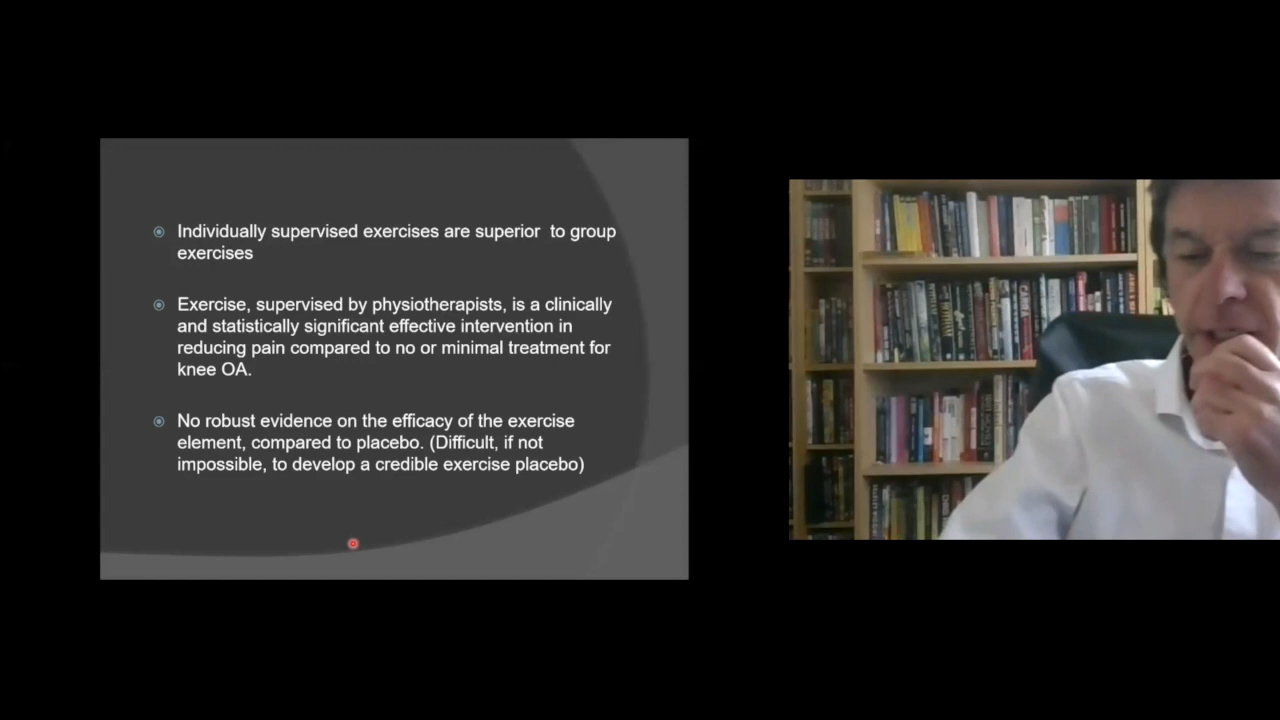 Individually supervised exercises are superior  to group
exercises
Exercise, supervised by physiotherapists, is a clinically
and statistically significant effective intervention in
reducing pain compared to no or minimal treatment for
knee OA.
No robust evidence on the efficacy of the exercise
element, compared to placebo. (Difficult, if not
impossible, to develop a credible exercise placebo)